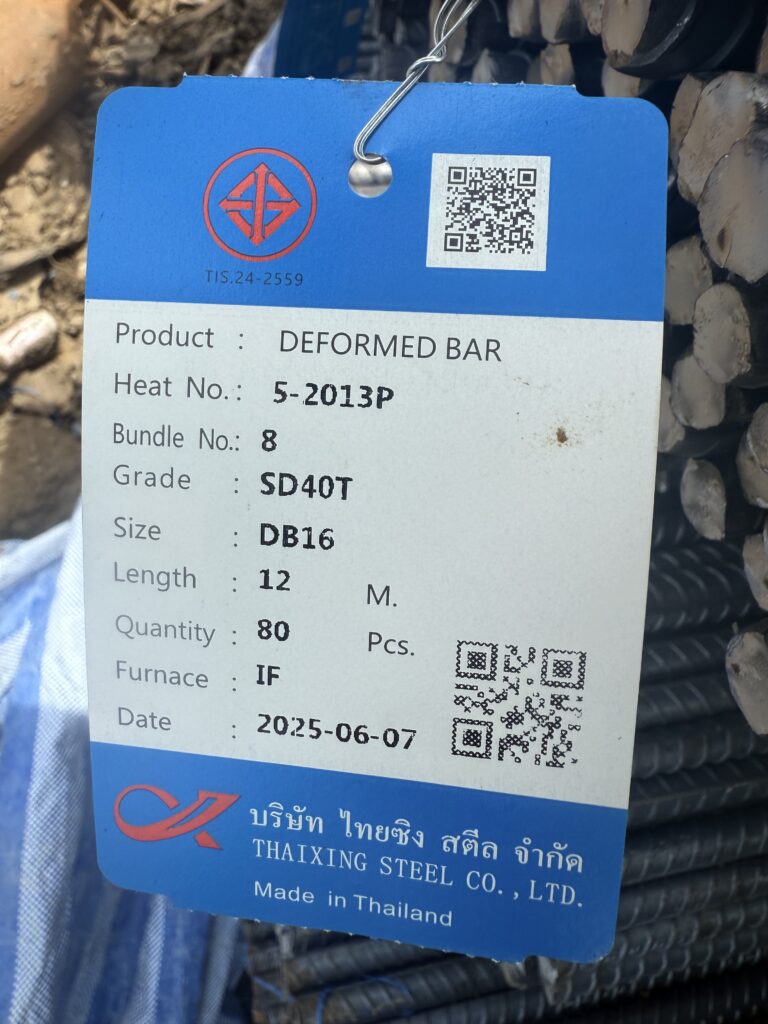 TIS.24-2559
Product : DEFORMED BAR
Heat No.: 5-2013P
Bundle No.: 8
Grade : SD40T
Size : DB16
Length : 12 M.
Quantity : 80 Pcs.
Furnace : IF
Date : 2025-06-07
บริษัท ไทยซิง สตีล จำกัด
THAIXING STEEL CO.,LTD.
Made in Thailand